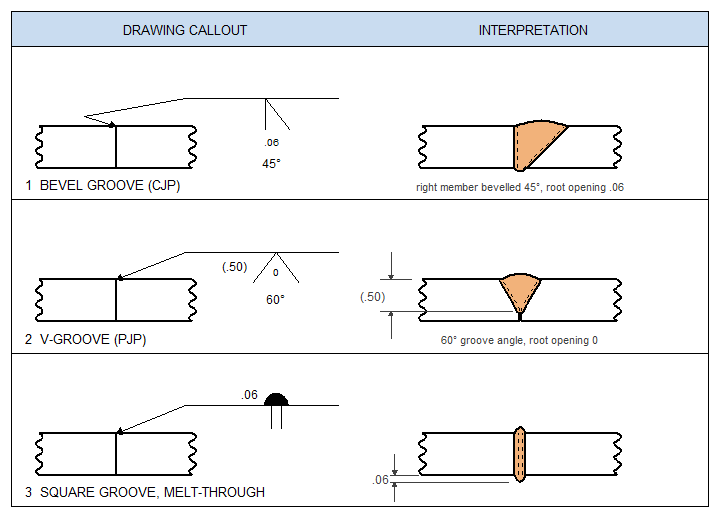 DRAWING CALLOUT
INTERPRETATION
.06
45°
1 BEVEL GROOVE (CJP)
right member bevelled 45°, root opening .06
(.50)
0
60°
2 V-GROOVE (PJP)
(.50)
60° groove angle, root opening 0
.06
3 SQUARE GROOVE, MELT-THROUGH
.06